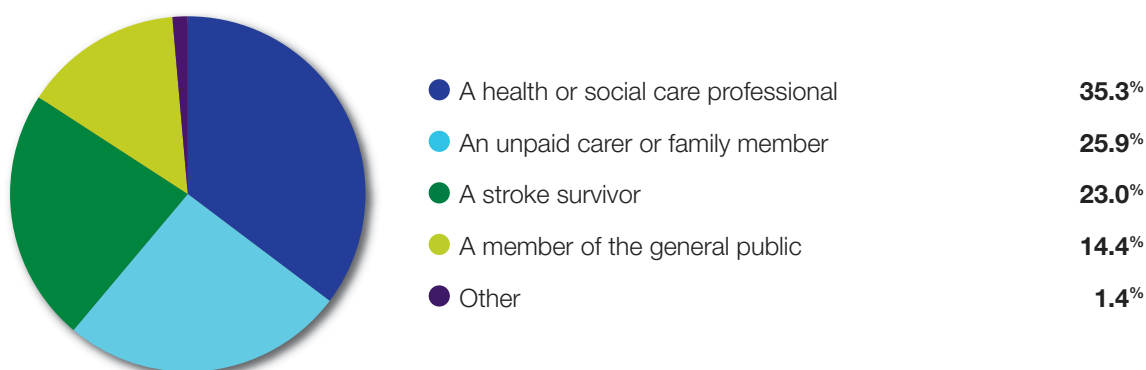 A health or social care professional 35.3%
An unpaid carer or family member 25.9%
A stroke survivor 23.0%
A member of the general public 14.4%
Other 1.4%